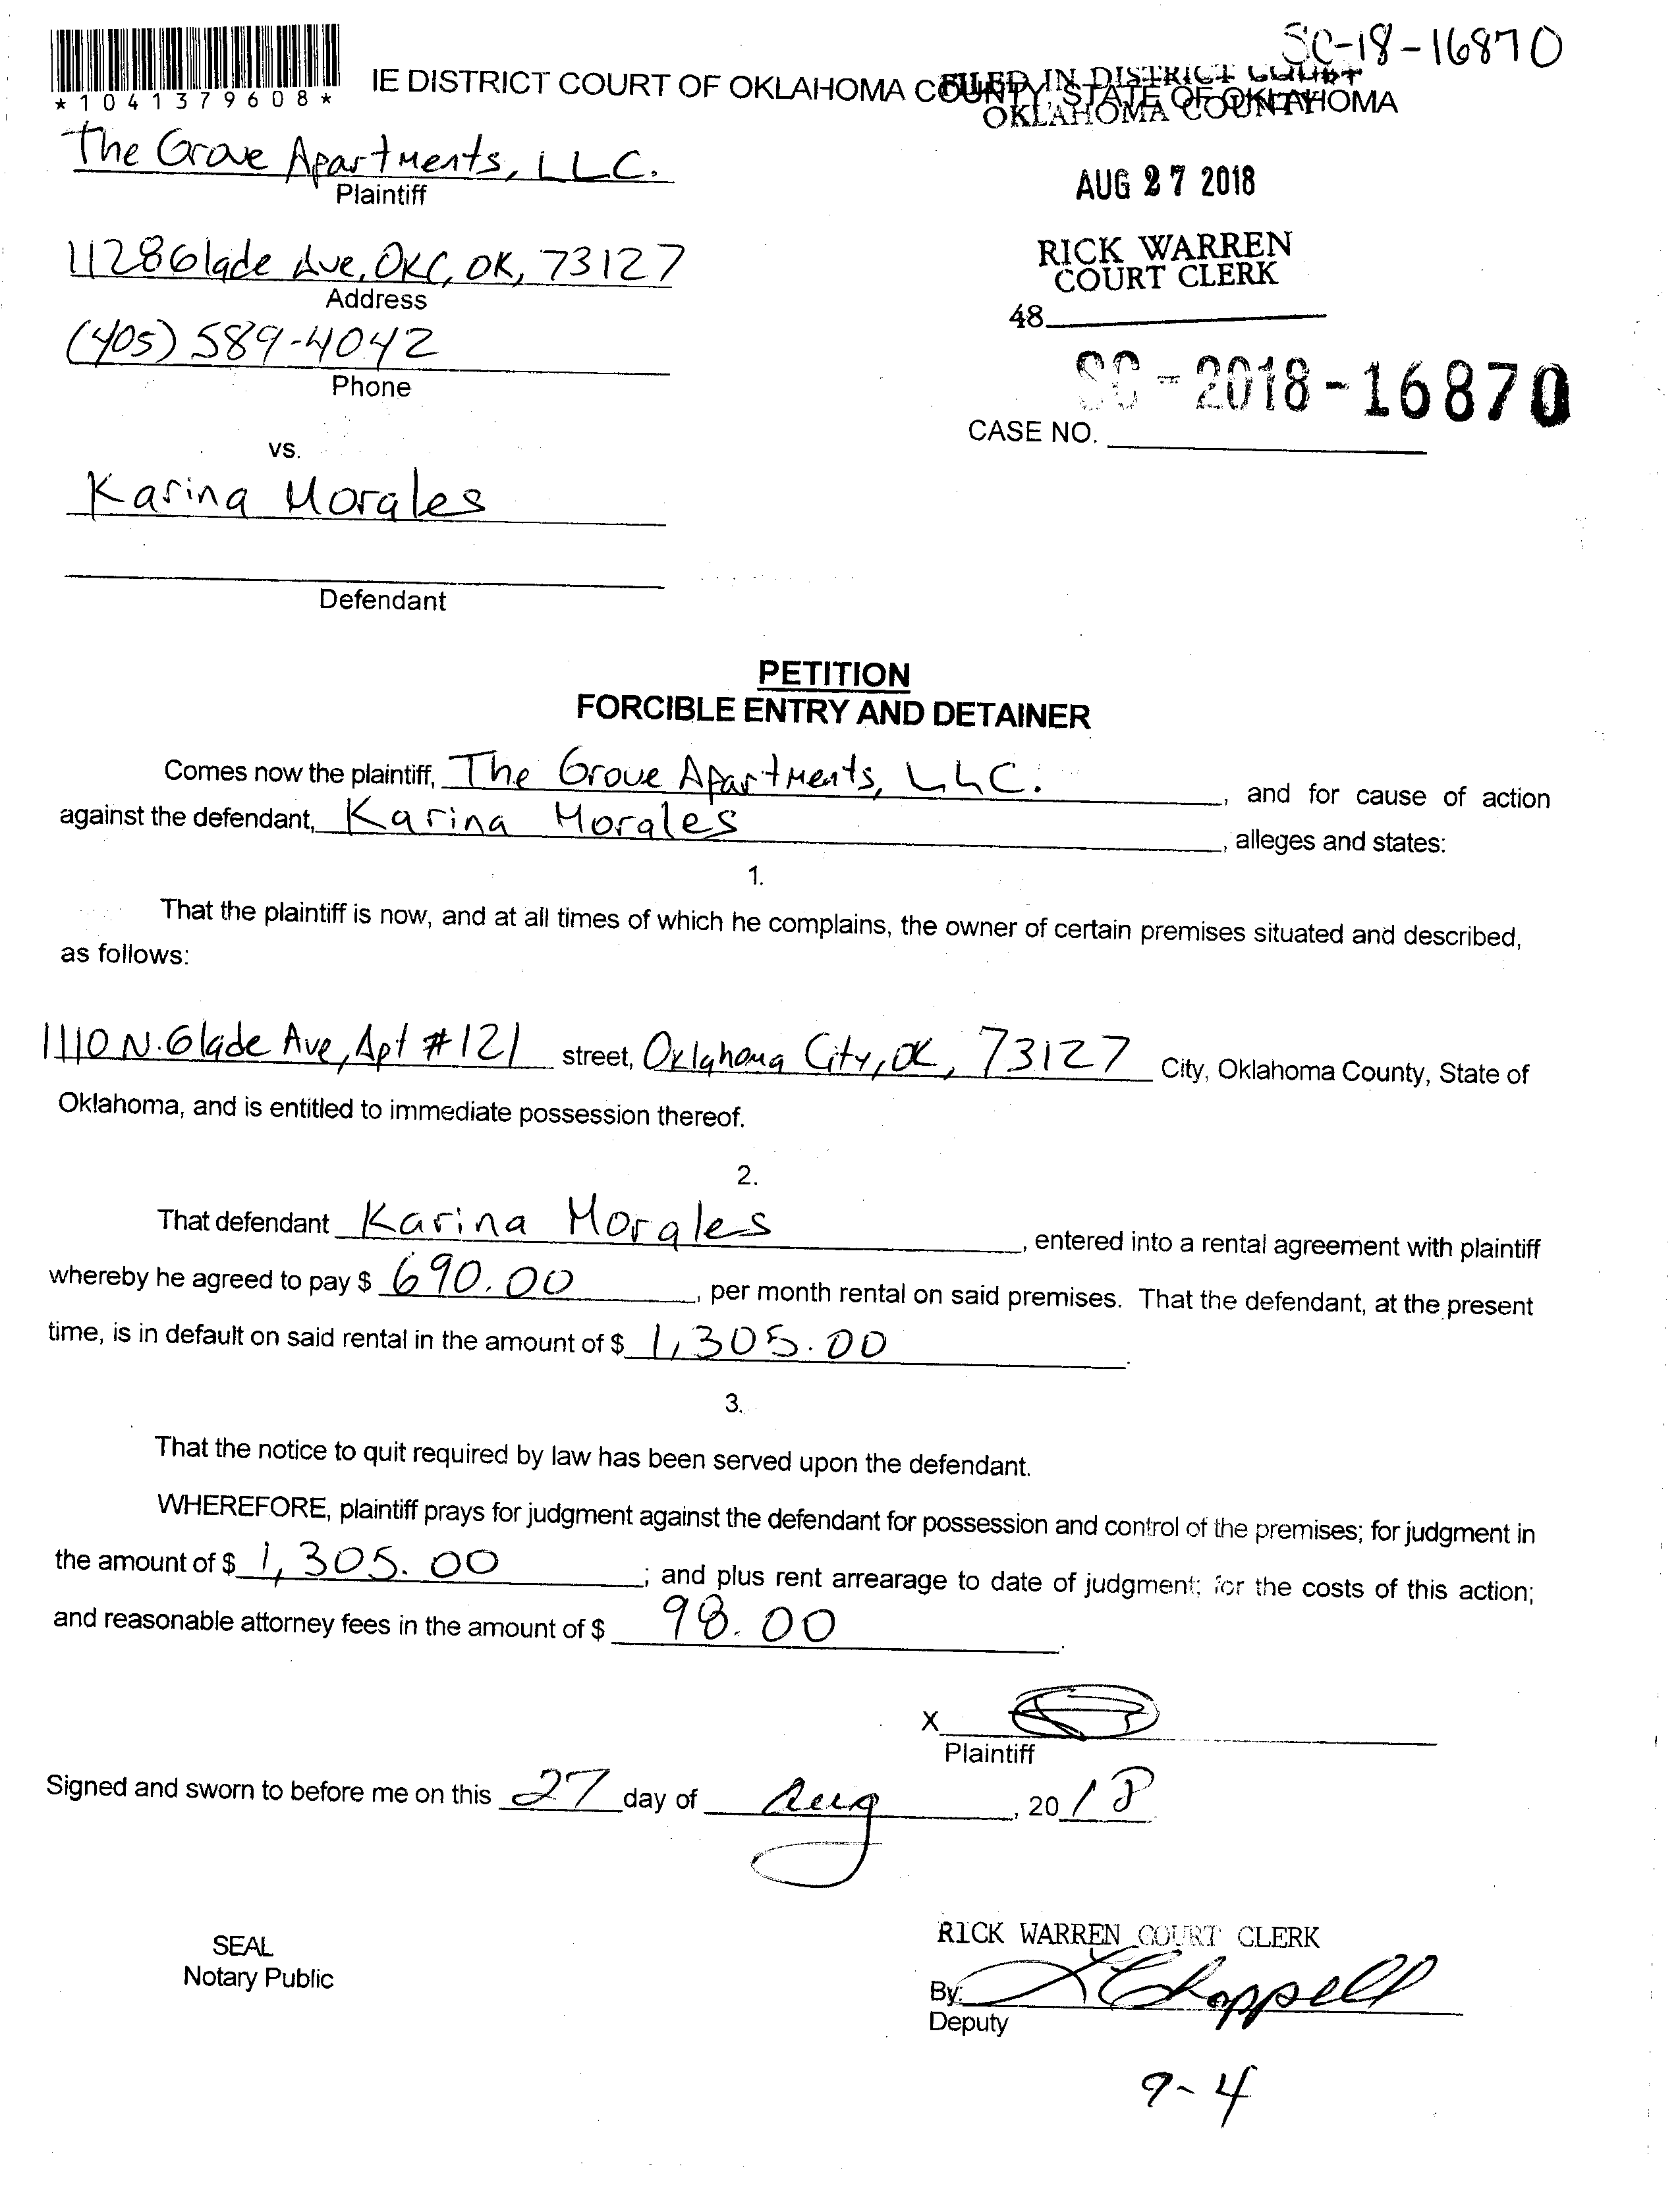 SC-18-16870
*1041379608*
IE DISTRICT COURT OF OKLAHOMA COUNTY, STATE OF OKLAHOMA
FILED IN DISTRICT COURT
OKLAHOMA COUNTY
The Grove Apartments, LLC.
Plaintiff
AUG 27 2018
RICK WARREN
COURT CLERK
1128 Glade Ave, OKC, OK, 73127
Address
48
(405) 589-4042
Phone
SC-2018-16870
CASE NO.
vs.
Karina Morales
Defendant
PETITION
FORCIBLE ENTRY AND DETAINER
Comes now the plaintiff, The Grove Apartments, LLC. , and for cause of action
against the defendant, Karina Morales , alleges and states:
1.
That the plaintiff is now, and at all times of which he complains, the owner of certain premises situated and described,
as follows:
1110 N. Glade Ave, Apt #121 street, Oklahoma City, OK, 73127 City, Oklahoma County, State of
Oklahoma, and is entitled to immediate possession thereof.
2.
That defendant Karina Morales , entered into a rental agreement with plaintiff
whereby he agreed to pay $ 690.00 , per month rental on said premises. That the defendant, at the present
time, is in default on said rental in the amount of $ 1,305.00 .
3.
That the notice to quit required by law has been served upon the defendant.
WHEREFORE, plaintiff prays for judgment against the defendant for possession and control of the premises; for judgment in
the amount of $ 1,305.00 ; and plus rent arrearage to date of judgment; for the costs of this action;
and reasonable attorney fees in the amount of $ 98.00 .
X
Plaintiff
Signed and sworn to before me on this 27 day of Aug , 2018
RICK WARREN COURT CLERK
SEAL
Notary Public
By: Chappell
Deputy
9-4